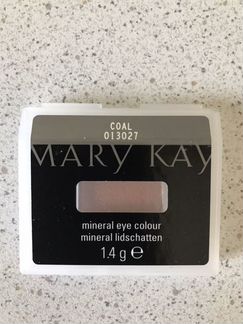 COAL
013027
MARY KAY
mineral eye colour
mineral lidschatten
1.4 g ℮